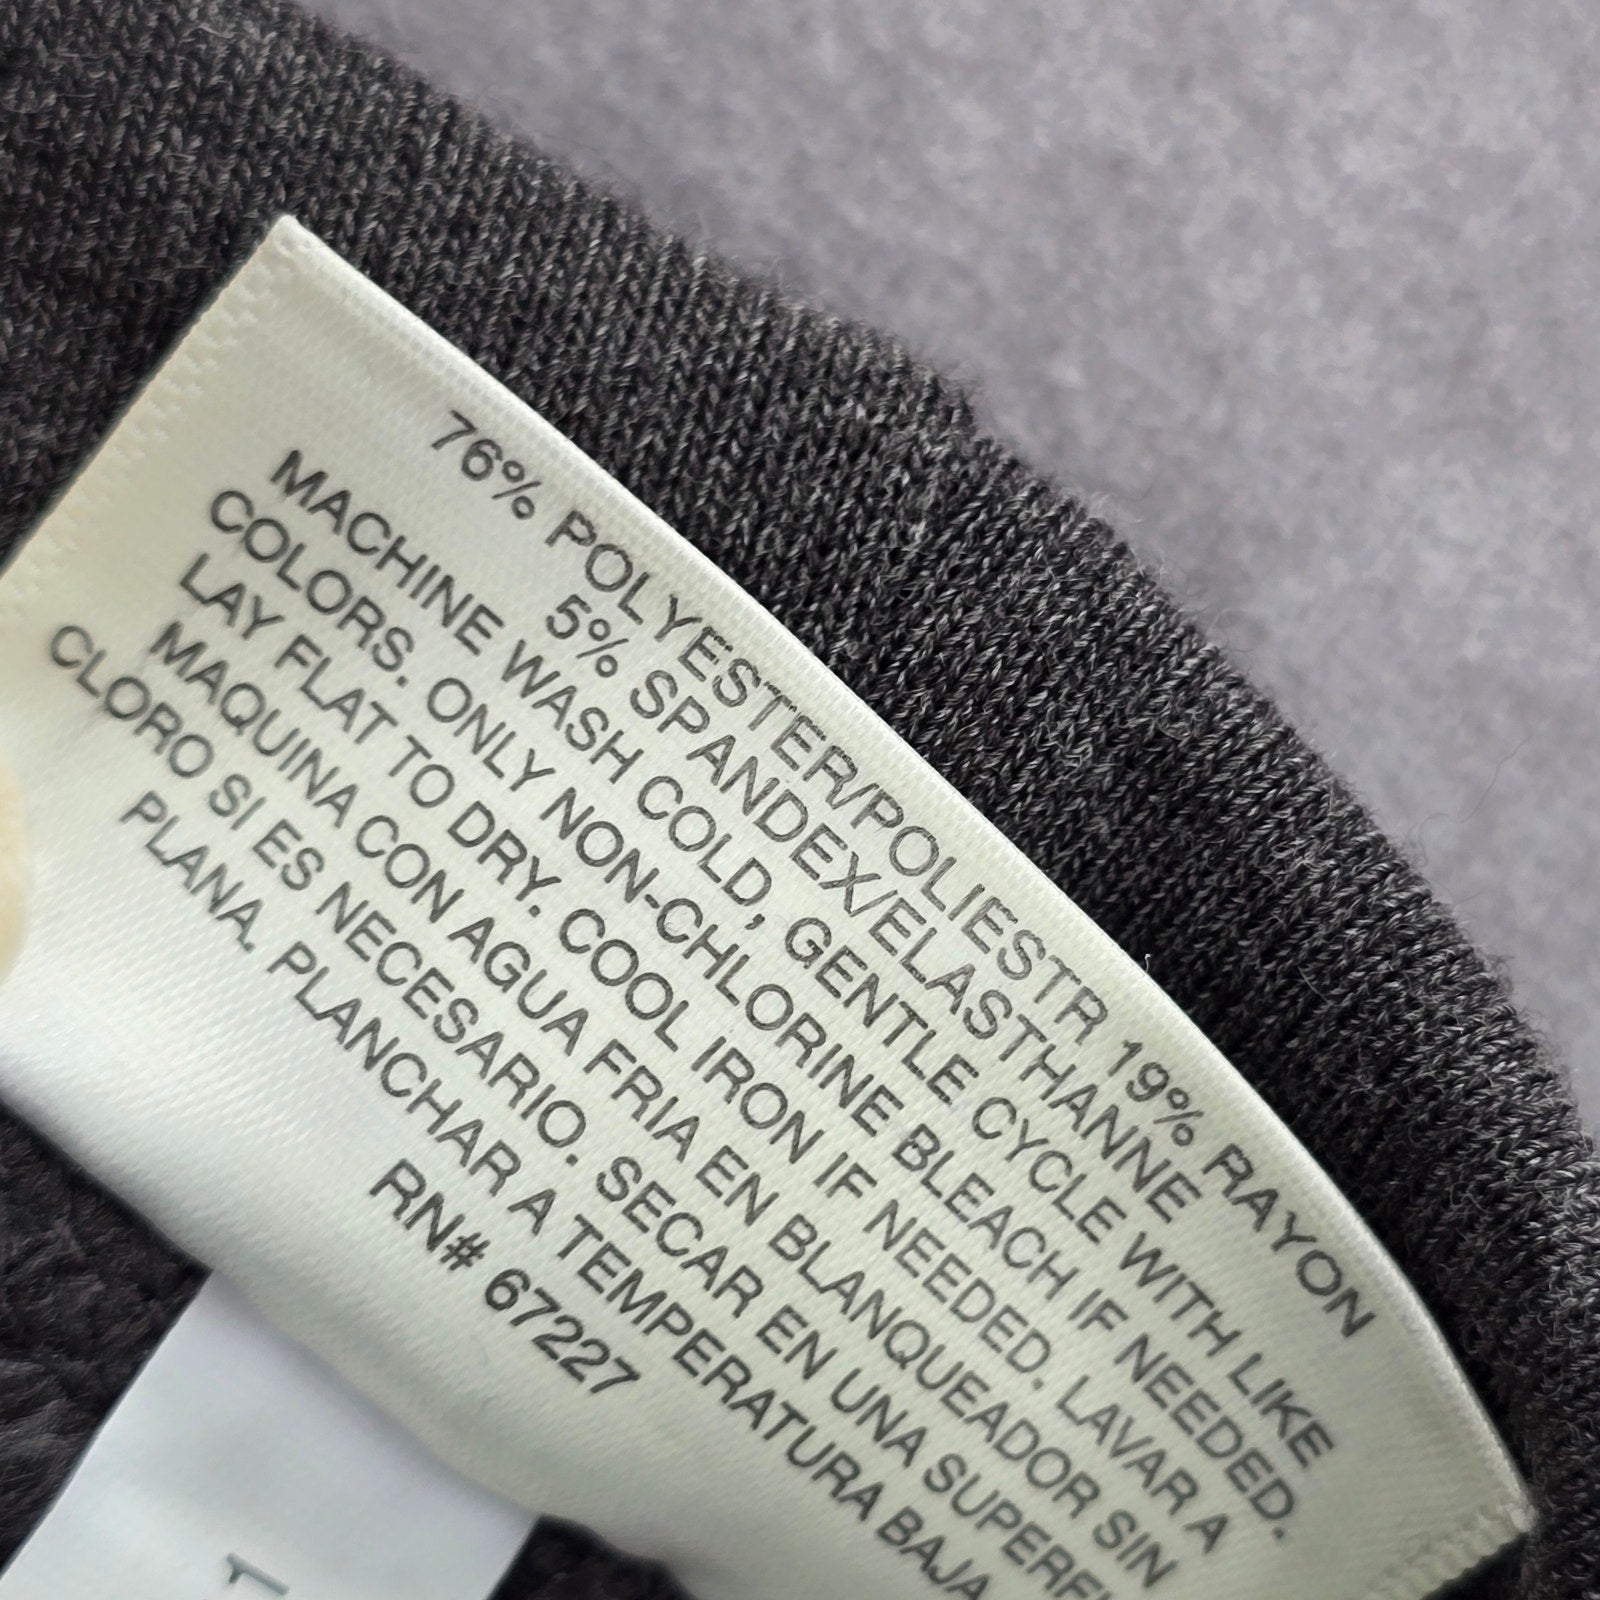 76% POLYESTER/POLIESTR 19% RAYON
5% SPANDEX/ELASTHANNE
MACHINE WASH COLD, GENTLE CYCLE WITH LIKE
COLORS. ONLY NON-CHLORINE BLEACH IF NEEDED.
LAY FLAT TO DRY. COOL IRON IF NEEDED. LAVAR A
MAQUINA CON AGUA FRIA EN BLANQUEADOR SIN
CLORO SI ES NECESARIO. SECAR EN UNA
PLANA. PLANCHAR A TEMPERATURA BAJA
RN# 67227
1